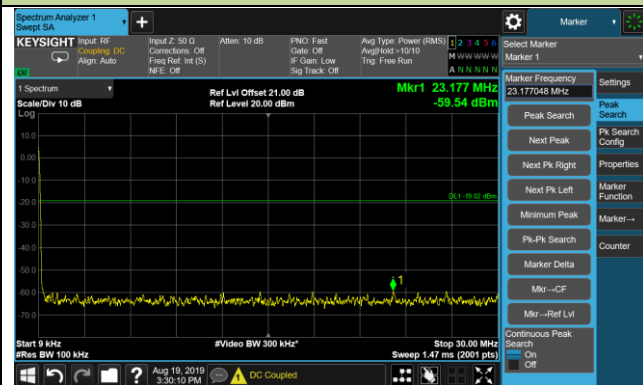 Spectrum Analyzer 1
Swept SA
+
Marker
KEYSIGHT
Input: RF
Coupling: DC
Align: Auto
Input Z: 50 Ω
Corrections: Off
Freq Ref: Int (S)
NFE: Off
Atten: 10 dB
PNO: Fast
Gate: Off
IF Gain: Low
Sig Track: Off
Avg Type: Power (RMS)
Avg|Hold:>10/10
Trig: Free Run
1 2 3 4 5 6
M W W W W W
A N N N N N
Select Marker
Marker 1
LXI
1 Spectrum
Scale/Div 10 dB
Log
Ref Lvl Offset 21.00 dB
Ref Level 20.00 dBm
Mkr1 23.177 MHz
-59.54 dBm
Marker Frequency
23.177048 MHz
Settings
Peak Search
Peak
Search
Next Peak
Pk Search
Config
Next Pk Right
Properties
Next Pk Left
Marker
Function
Minimum Peak
Marker→
Pk-Pk Search
Counter
Marker Delta
Mkr→CF
Mkr→Ref Lvl
Continuous Peak
Search
On
Off
10.0
0.00
-10.0
-20.0
-30.0
-40.0
-50.0
-60.0
-70.0
DL1 -19.02 dBm
1
Start 9 kHz
#Res BW 100 kHz
#Video BW 300 kHz*
Stop 30.00 MHz
Sweep 1.47 ms (2001 pts)
?
Aug 19, 2019
3:30:10 PM
DC Coupled